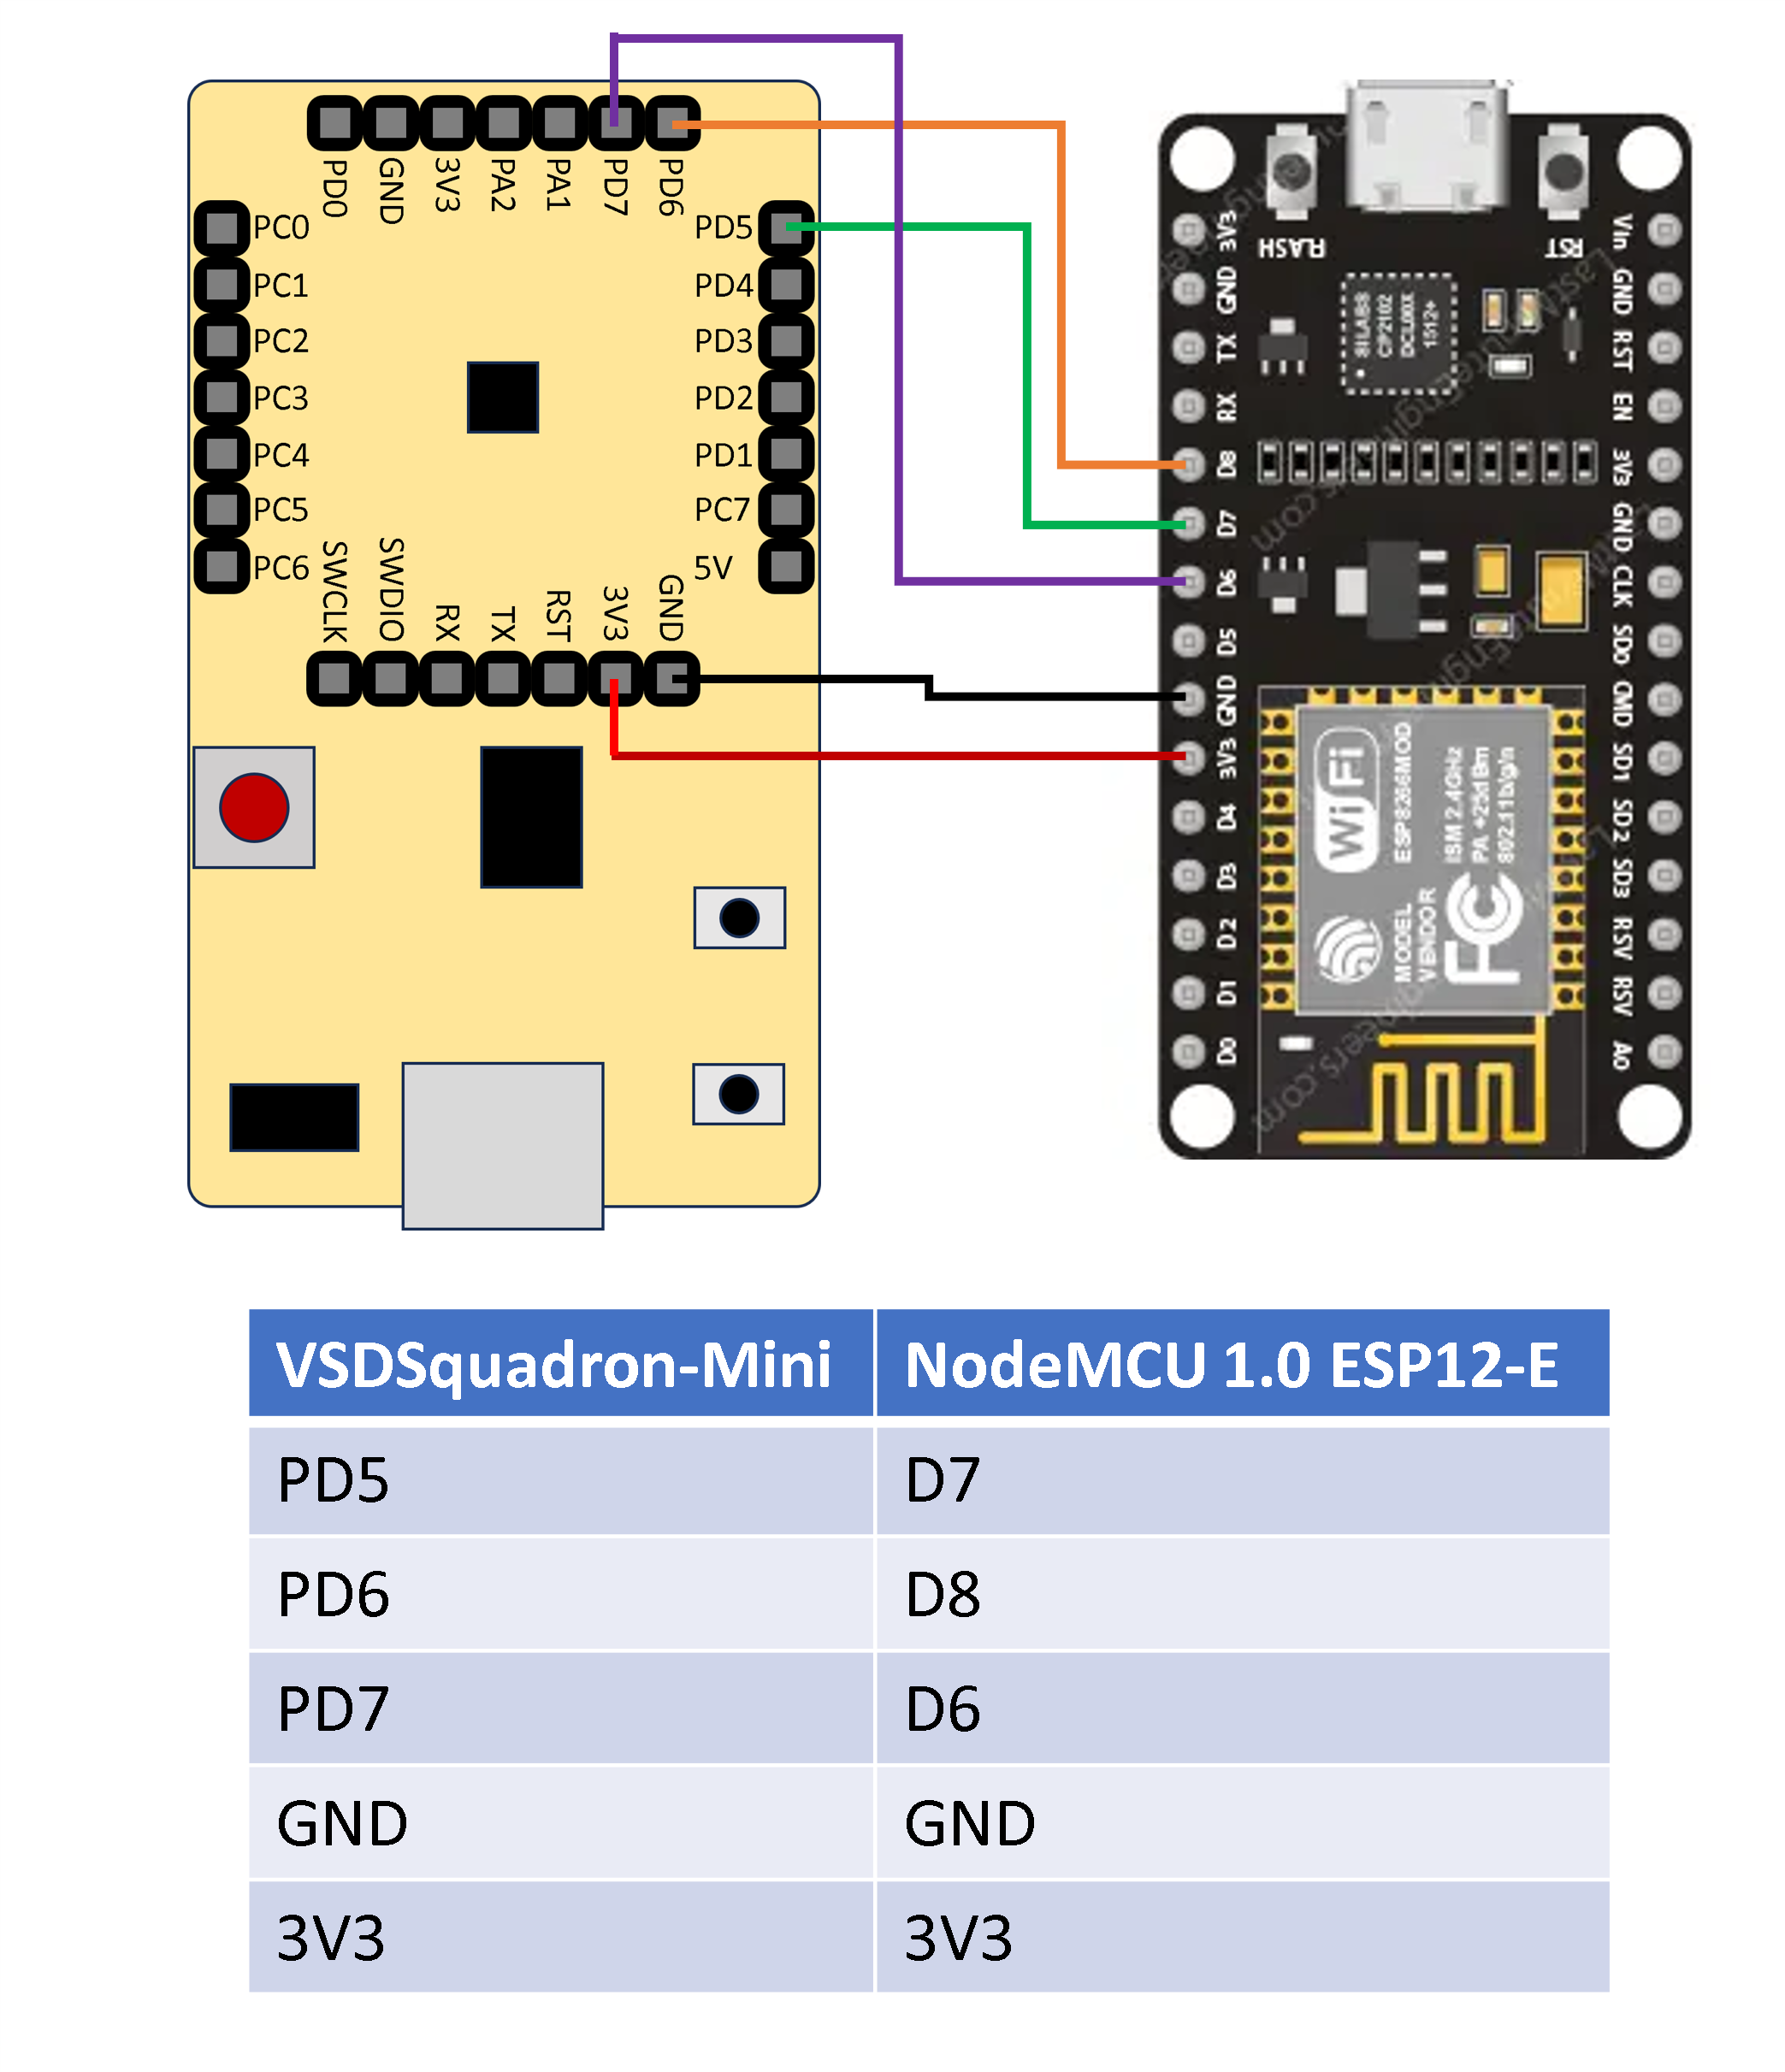 PD0
GND
3V3
PA2
PA1
PD7
PD6
PC0
PC1
PC2
PC3
PC4
PC5
PC6
PD5
PD4
PD3
PD2
PD1
PC7
5V
SWCLK
SWDIO
RX
TX
RST
3V3
GND
3V3
GND
TX
RX
D8
D7
D6
D5
GND
3V3
D4
D3
D2
D1
D0
FLASH
RST
SILABS
CP2102
DCL00X
1512+
Vin
GND
RST
EN
3V3
GND
CLK
SD0
CMD
SD1
SD2
SD3
RSV
RSV
A0
WiFi
ESP8266MOD
ISM 2.4GHz
PA +25dBm
802.11b/g/n
MODEL
VENDOR
FC
VSDSquadron-Mini NodeMCU 1.0 ESP12-E
PD5 D7
PD6 D8
PD7 D6
GND GND
3V3 3V3